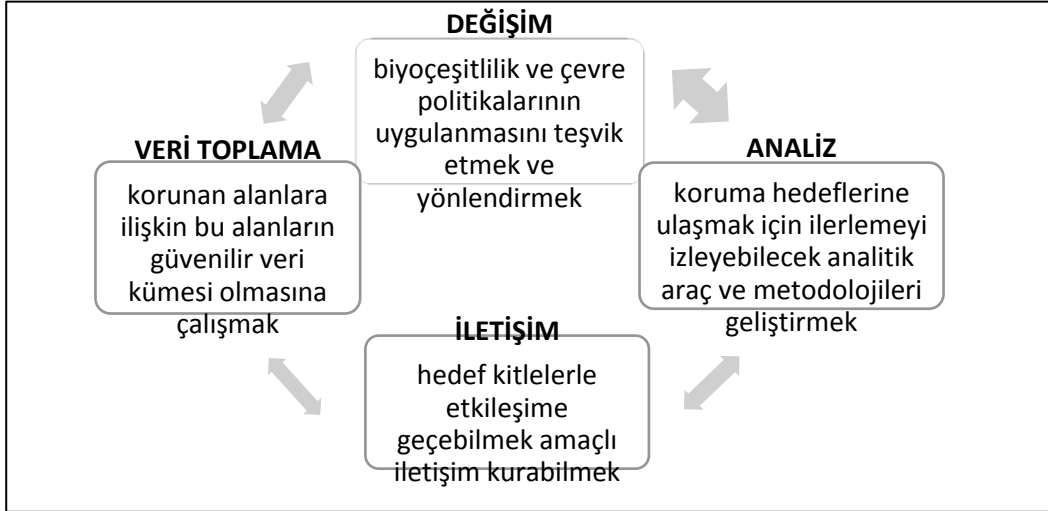 DEĞİŞİM
biyoçeşitlilik ve çevre
politikalarının
uygulanmasını teşvik
etmek ve
yönlendirmek
VERİ TOPLAMA
korunan alanlara
ilişkin bu alanların
güvenilir veri
kümesi olmasına
çalışmak
ANALİZ
koruma hedeflerine
ulaşmak için ilerlemeyi
izleyebilecek analitik
araç ve metodolojileri
geliştirmek
İLETİŞİM
hedef kitlelerle
etkileşime
geçebilmek amaçlı
iletişim kurabilmek